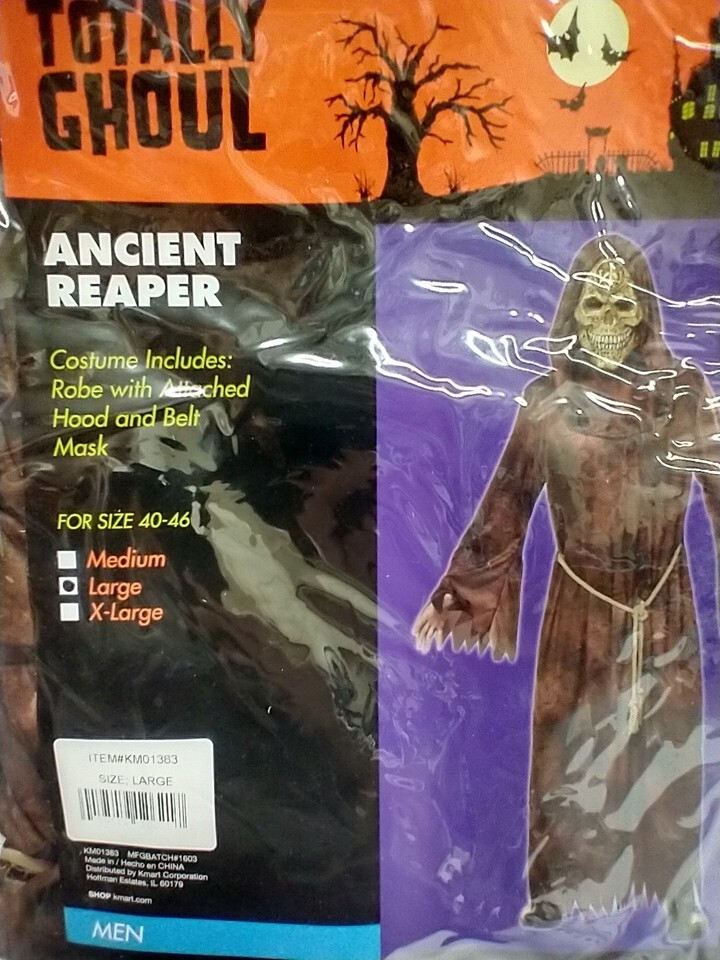 TOTALLY
GHOUL
ANCIENT
REAPER
Costume Includes:
Robe with Attached
Hood and Belt
Mask
FOR SIZE 40-46
Medium
Large
X-Large
ITEM#KM01383
SIZE; LARGE
KM01383 MFGBATCH#1603
Made in / Hecho en CHINA
Distributed by Kmart Corporation
Hoffman Estates, IL 60179
SHOP kmart.com
MEN